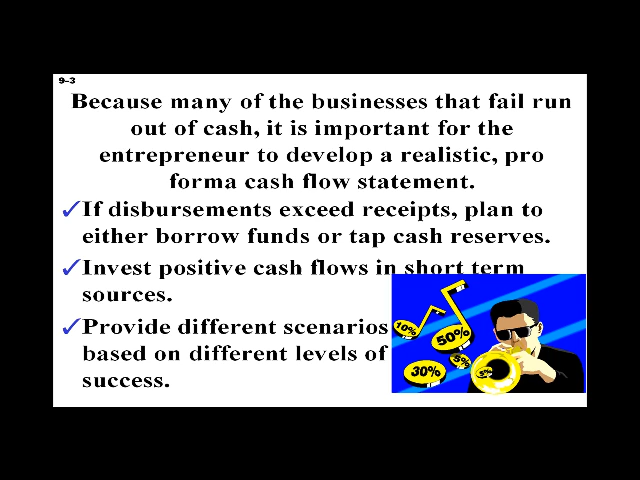 9–3
Because many of the businesses that fail run
out of cash, it is important for the
entrepreneur to develop a realistic, pro
forma cash flow statement.
✓If disbursements exceed receipts, plan to
either borrow funds or tap cash reserves.
✓Invest positive cash flows in short term
sources.
✓Provide different scenarios
based on different levels of
success.
10%
50%
5%
30%
5%